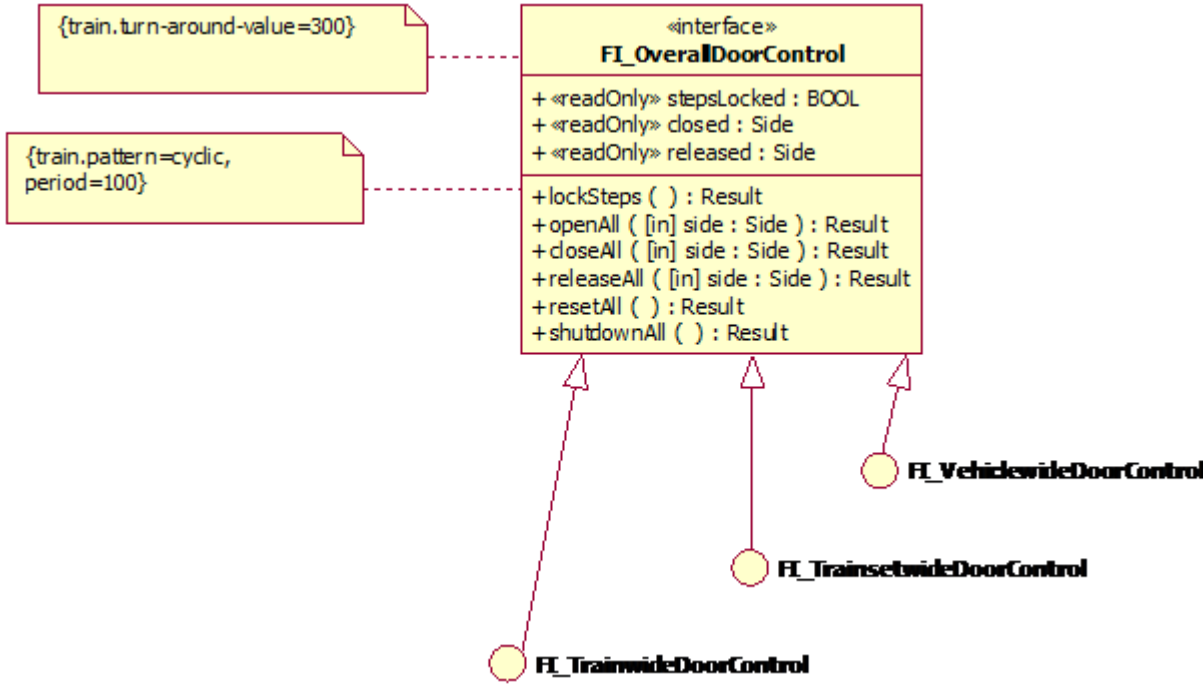 {train.turn-around-value=300}
{train.pattern=cyclic,
period=100}
«interface»
FI_OverallDoorControl
+ «readOnly» stepsLocked : BOOL
+ «readOnly» closed : Side
+ «readOnly» released : Side
+lockSteps ( ) : Result
+openAll ( [in] side : Side ) : Result
+closeAll ( [in] side : Side ) : Result
+releaseAll ( [in] side : Side ) : Result
+resetAll ( ) : Result
+shutdownAll ( ) : Result
FI_VehiclewideDoorControl
FI_TrainsetwideDoorControl
FI_TrainwideDoorControl